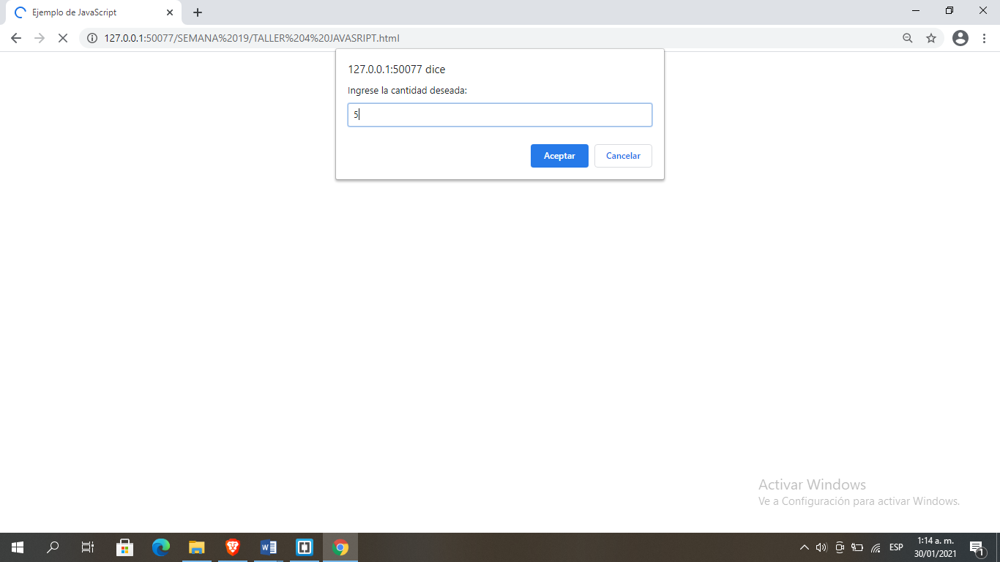 Ejemplo de JavaScript
127.0.0.1:50077/SEMANA%2019/TALLER%204%20JAVASRIPT.html
127.0.0.1:50077 dice
Ingrese la cantidad deseada:
5
Aceptar Cancelar
Activar Windows
Ve a Configuración para activar Windows.
W
ESP
1:14 a. m.
30/01/2021
1